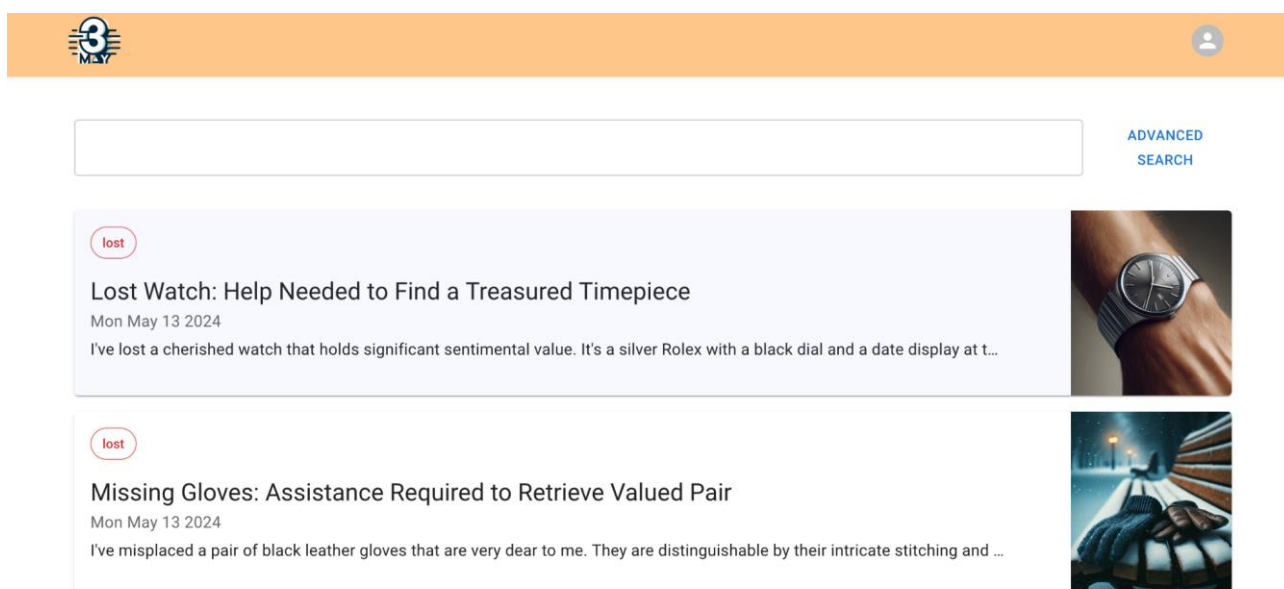 3
MAY
ADVANCED
SEARCH
lost
Lost Watch: Help Needed to Find a Treasured Timepiece
Mon May 13 2024
I've lost a cherished watch that holds significant sentimental value. It's a silver Rolex with a black dial and a date display at t...
lost
Missing Gloves: Assistance Required to Retrieve Valued Pair
Mon May 13 2024
I've misplaced a pair of black leather gloves that are very dear to me. They are distinguishable by their intricate stitching and ...